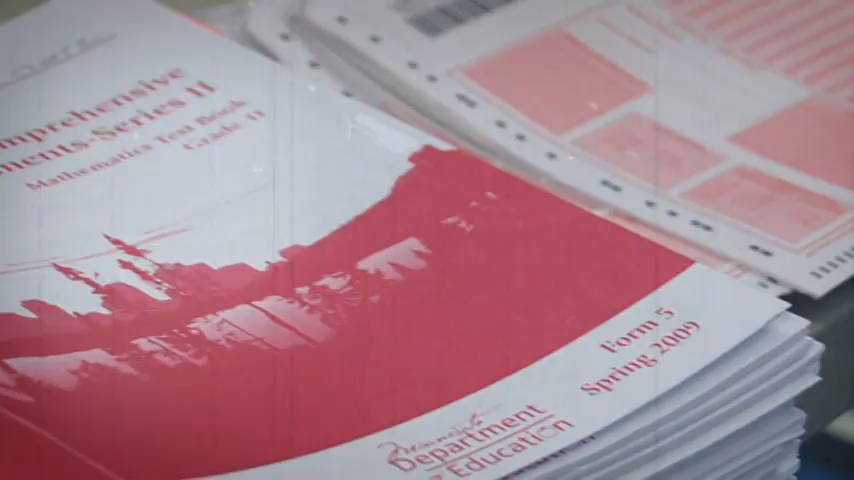 mprehensive
ments-Series II
Mathematics Test Book
Grade 11
Form 5
Spring 2009
Department
Education